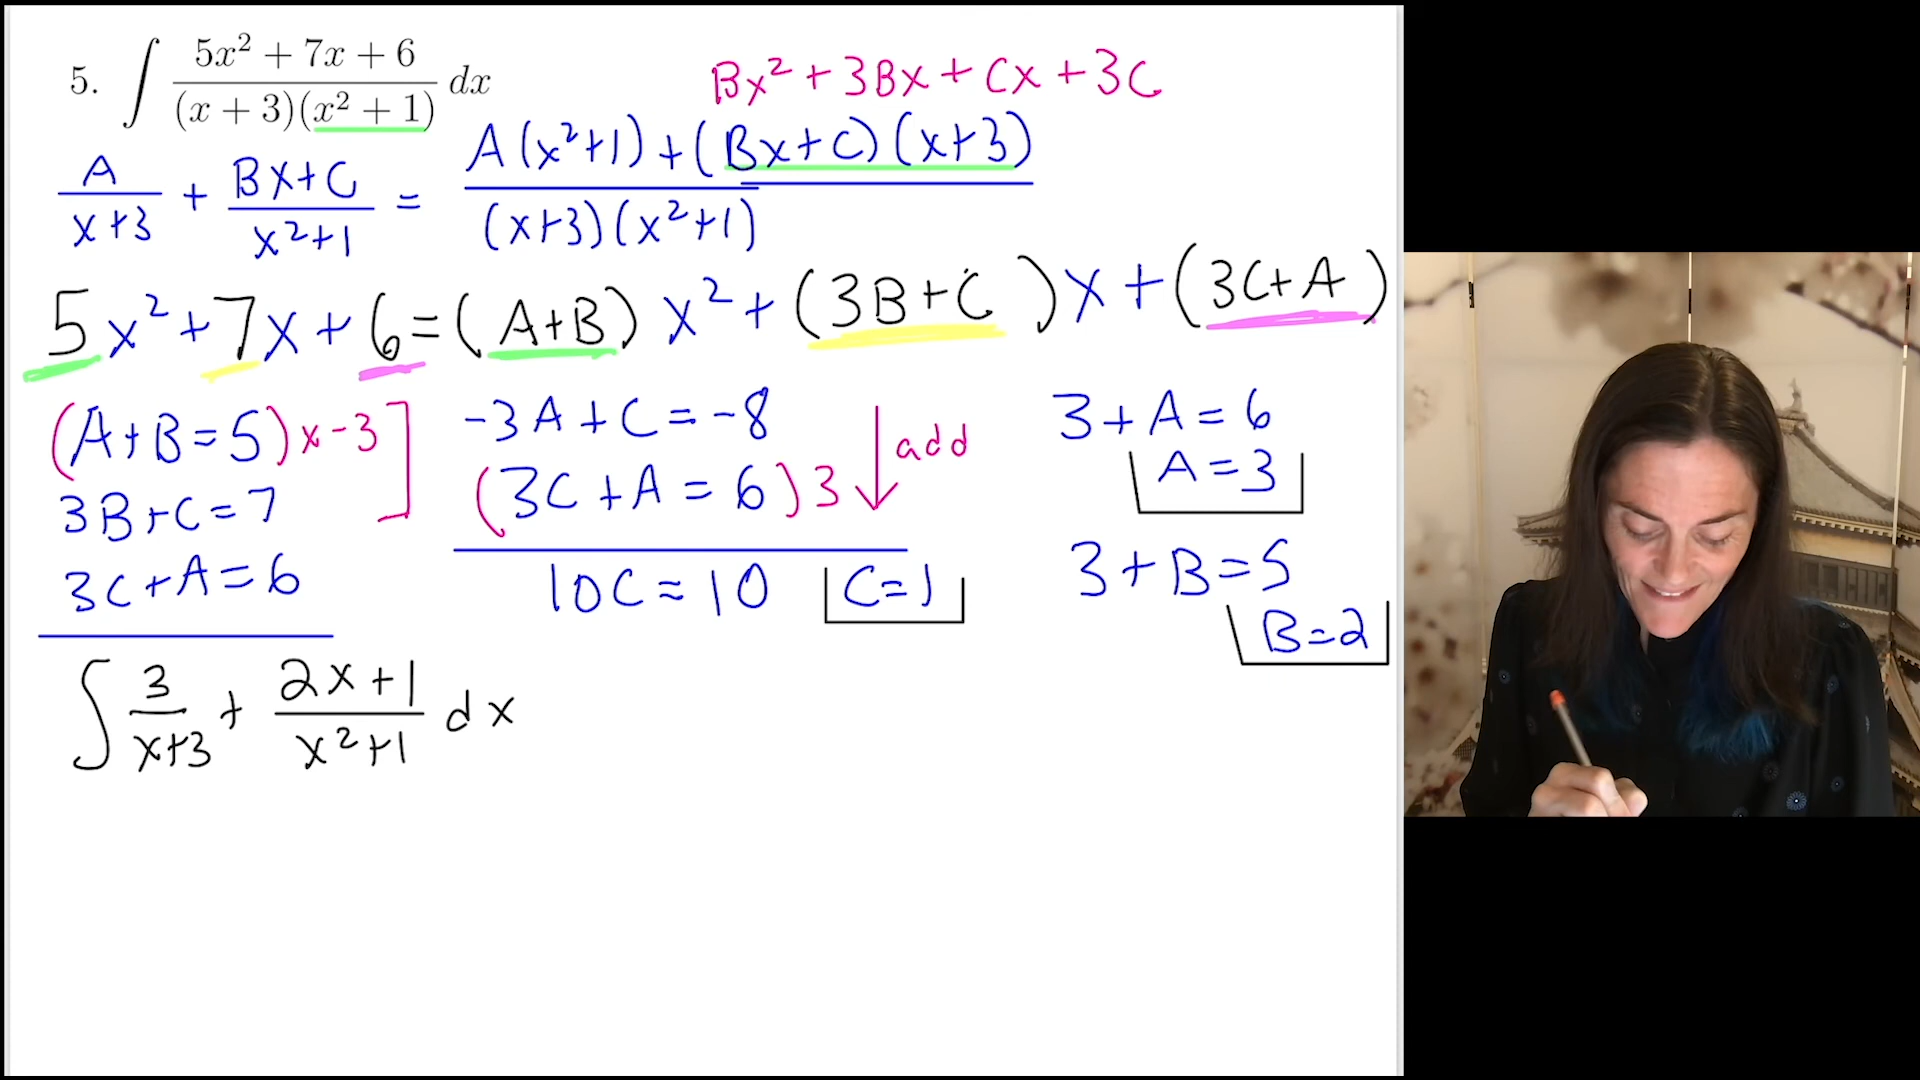 5. ∫ (5x² + 7x + 6) / ((x + 3)(x² + 1)) dx
Bx² + 3Bx + Cx + 3C
A/(x+3) + (Bx+C)/(x²+1) = (A(x²+1) + (Bx+C)(x+3)) / ((x+3)(x²+1))
5x² + 7x + 6 = (A+B)x² + (3B+C)x + (3C+A)
(A+B=5)x-3
3B+C=7
3C+A=6
-3A+C=-8
(3C+A=6)3
add
10C=10 C=1
3+A=6
A=3
3+B=5
B=2
∫ 3/(x+3) + (2x+1)/(x²+1) dx